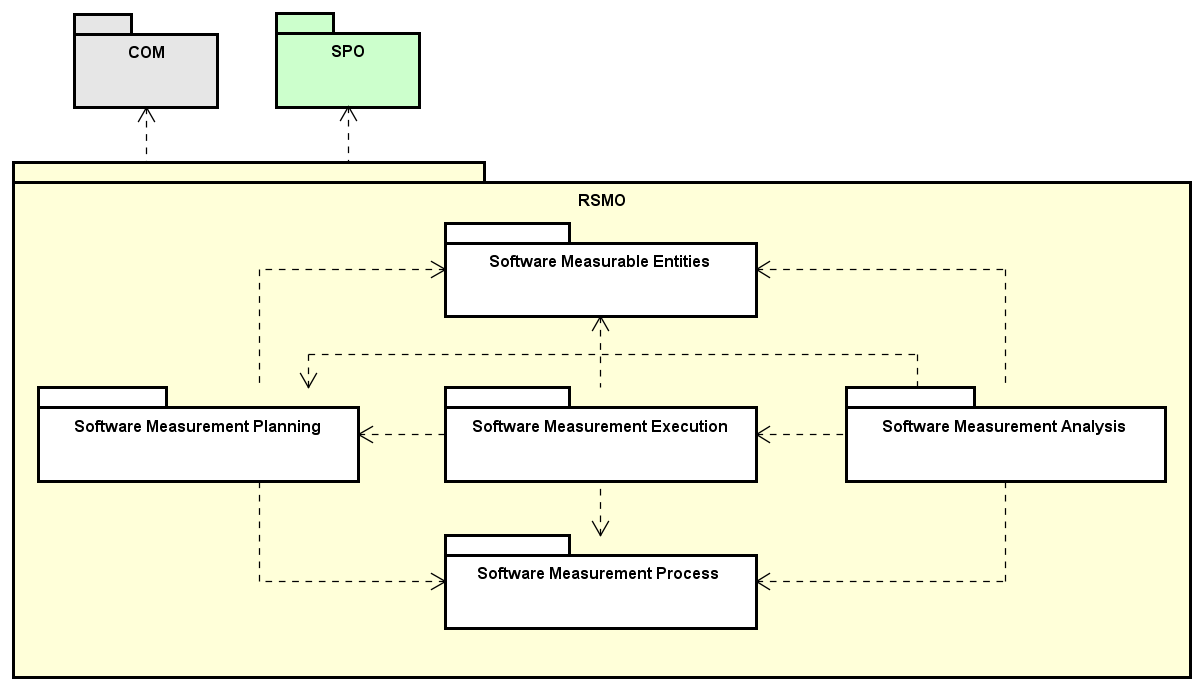 COM
SPO
RSMO
Software Measurable Entities
Software Measurement Planning
Software Measurement Execution
Software Measurement Analysis
Software Measurement Process